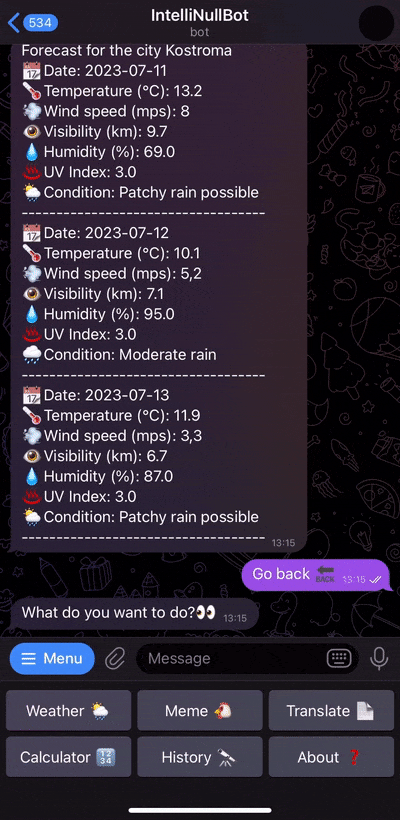 534
IntelliNullBot
bot
Forecast for the city Kostroma
📅Date: 2023-07-11
🌡Temperature (°C): 13.2
💨Wind speed (mps): 8
👁Visibility (km): 9.7
💧Humidity (%): 69.0
♨️UV Index: 3.0
🌦Condition: Patchy rain possible
------------------------------------
📅Date: 2023-07-12
🌡Temperature (°C): 10.1
💨Wind speed (mps): 5,2
👁Visibility (km): 7.1
💧Humidity (%): 95.0
♨️UV Index: 3.0
🌧Condition: Moderate rain
------------------------------------
📅Date: 2023-07-13
🌡Temperature (°C): 11.9
💨Wind speed (mps): 3,3
👁Visibility (km): 6.7
💧Humidity (%): 87.0
♨️UV Index: 3.0
🌦Condition: Patchy rain possible
------------------------------------
13:15
Go back 🔙 13:15
What do you want to do?👀 13:15
Menu
Message
Weather 🌦
Meme 🐔
Translate 📄
Calculator 🔢
History 🔭
About ❓